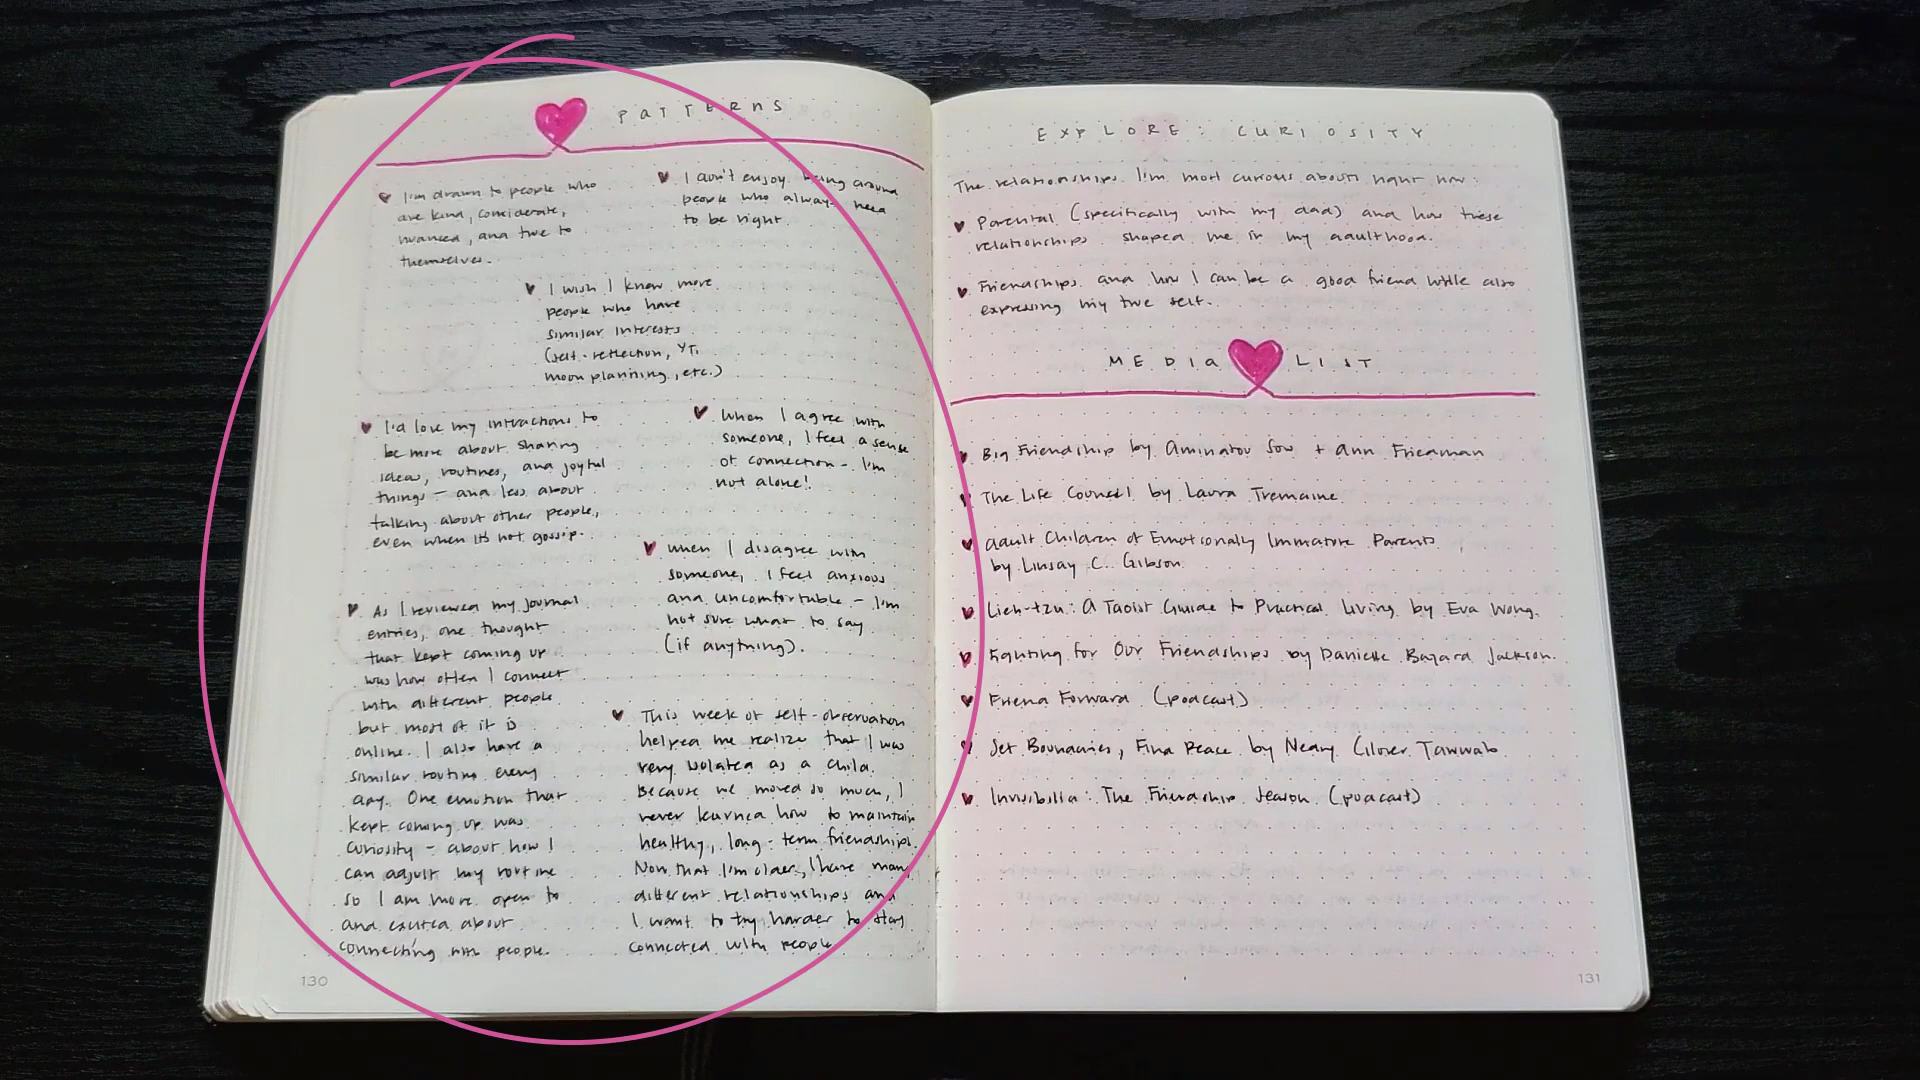 PATTERNS
I'm drawn to people who
are kind, considerate,
nuanced, and true to
themselves.
I don't enjoy being around
people who always need
to be right.
I wish I knew more
people who have
similar interests
(self-reflection, YT,
moon planning, etc.)
I'd love my interactions to
be more about sharing
ideas, routines, and joyful
things - and less about
talking about other people,
even when it's not gossip.
When I agree with
someone, I feel a sense
of connection - I'm
not alone!
When I disagree with
someone, I feel anxious
and uncomfortable - I'm
not sure what to say
(if anything).
As I reviewed my journal
entries, one thought
that kept coming up
was how often I connect
with different people
but most of it is
online. I also have a
similar routine every
day. One emotion that
kept coming up was
curiosity - about how I
can adjust my routine
so I am more open to
and excited about
connecting with people.
This week of self-observation
helped me realize that I was
very isolated as a child.
Because we moved so much, I
never learned how to maintain
healthy, long-term friendships.
Now that I'm older, I have many
different relationships and
I want to try harder to stay
connected with people.
130
EXPLORE: CURIOSITY
The relationships I'm most curious about right now:
Parental (specifically with my dad) and how these
relationships shaped me in my adulthood.
Friendships and how I can be a good friend while also
expressing my true self.
MEDIA LIST
Big Friendship by Aminatou Sow + Ann Friedman
The Life Council by Laura Tremaine
Adult Children of Emotionally Immature Parents
by Linsay C. Gibson
Lieh-tzu: A Taoist Guide to Practical Living by Eva Wong
Fighting for Our Friendships by Danielle Bayard Jackson
Friend Forward (podcast)
Set Boundaries, Find Peace by Nedra Glover Tawwab
Invisibilia: The Friendship Season (podcast)
131